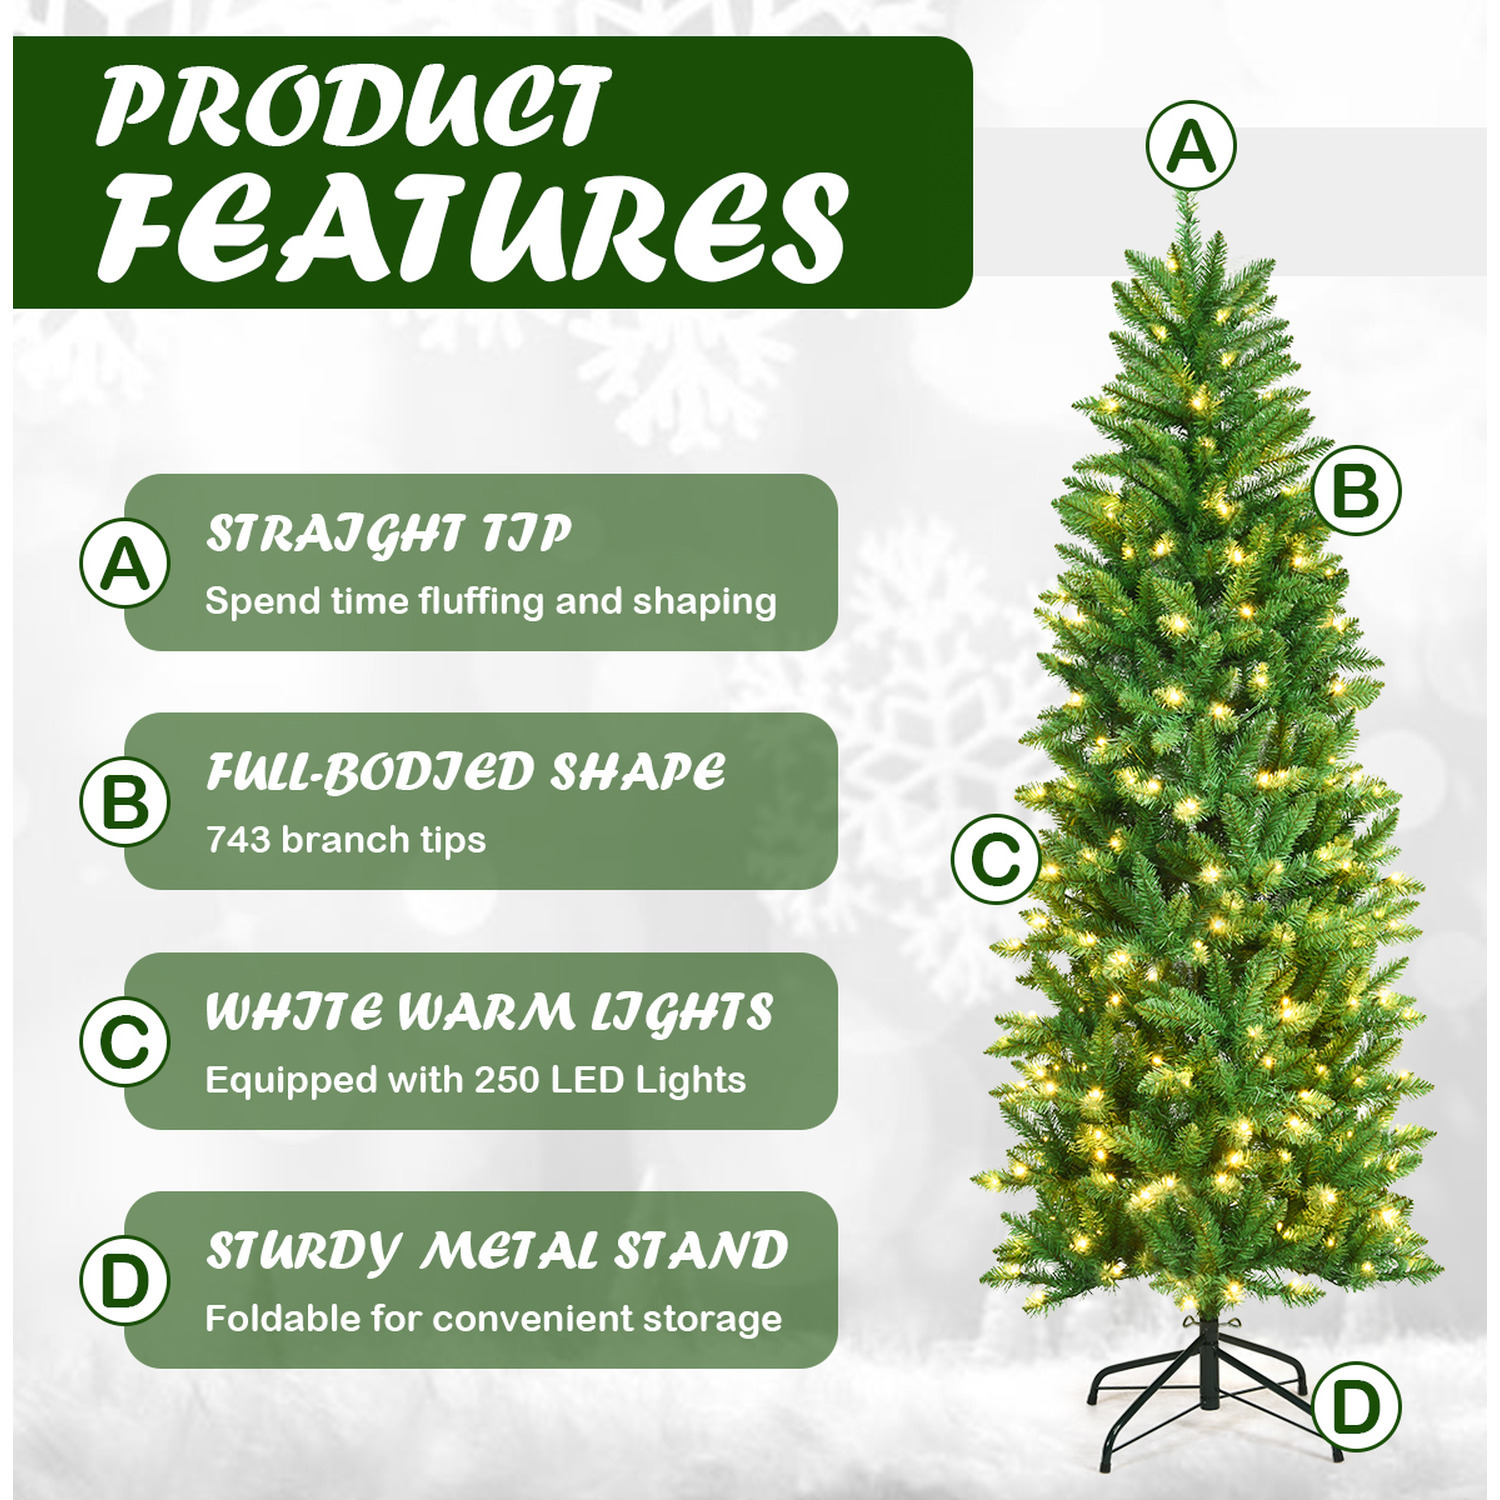 PRODUCT
FEATURES
A
A
STRAIGHT TIP
Spend time fluffing and shaping
B
B
FULL-BODIED SHAPE
743 branch tips
C
C
WHITE WARM LIGHTS
Equipped with 250 LED Lights
D
STURDY METAL STAND
Foldable for convenient storage
D